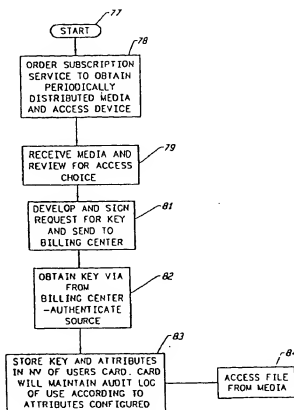 77
START
78
ORDER SUBSCRIPTION
SERVICE TO OBTAIN
PERIODICALLY
DISTRIBUTED MEDIA
AND ACCESS DEVICE
79
RECEIVE MEDIA AND
REVIEW FOR ACCESS
CHOICE
81
DEVELOP AND SIGN
REQUEST FOR KEY
AND SEND TO
BILLING CENTER
82
OBTAIN KEY VIA
FROM
BILLING CENTER
-AUTHENTICATE
SOURCE
83
STORE KEY AND ATTRIBUTES
IN NV OF USERS CARD. CARD
WILL MAINTAIN AUDIT LOG
OF USE ACCORDING TO
ATTRIBUTES CONFIGURED
ACCESS FILE
FROM MEDIA